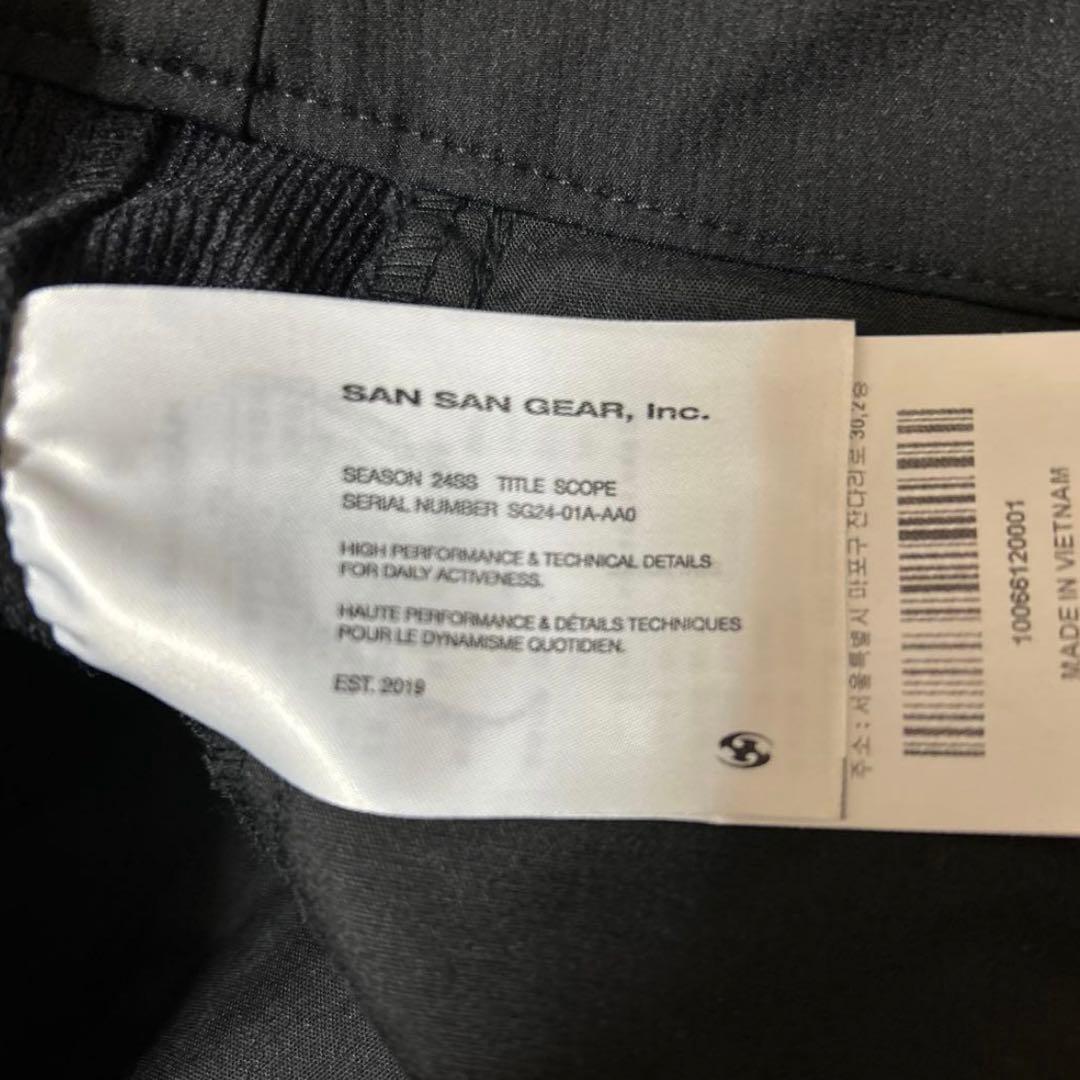 SAN SAN GEAR, Inc.
SEASON 24SS TITLE SCOPE
SERIAL NUMBER SG24-01A-AA0
HIGH PERFORMANCE & TECHNICAL DETAILS
FOR DAILY ACTIVENESS.
HAUTE PERFORMANCE & DÉTAILS TECHNIQUES
POUR LE DYNAMISME QUOTIDIEN.
EST. 2019
주소 : 서울특별시 마포구 잔다리로 30, 2층
10066120001
MADE IN VIETNAM